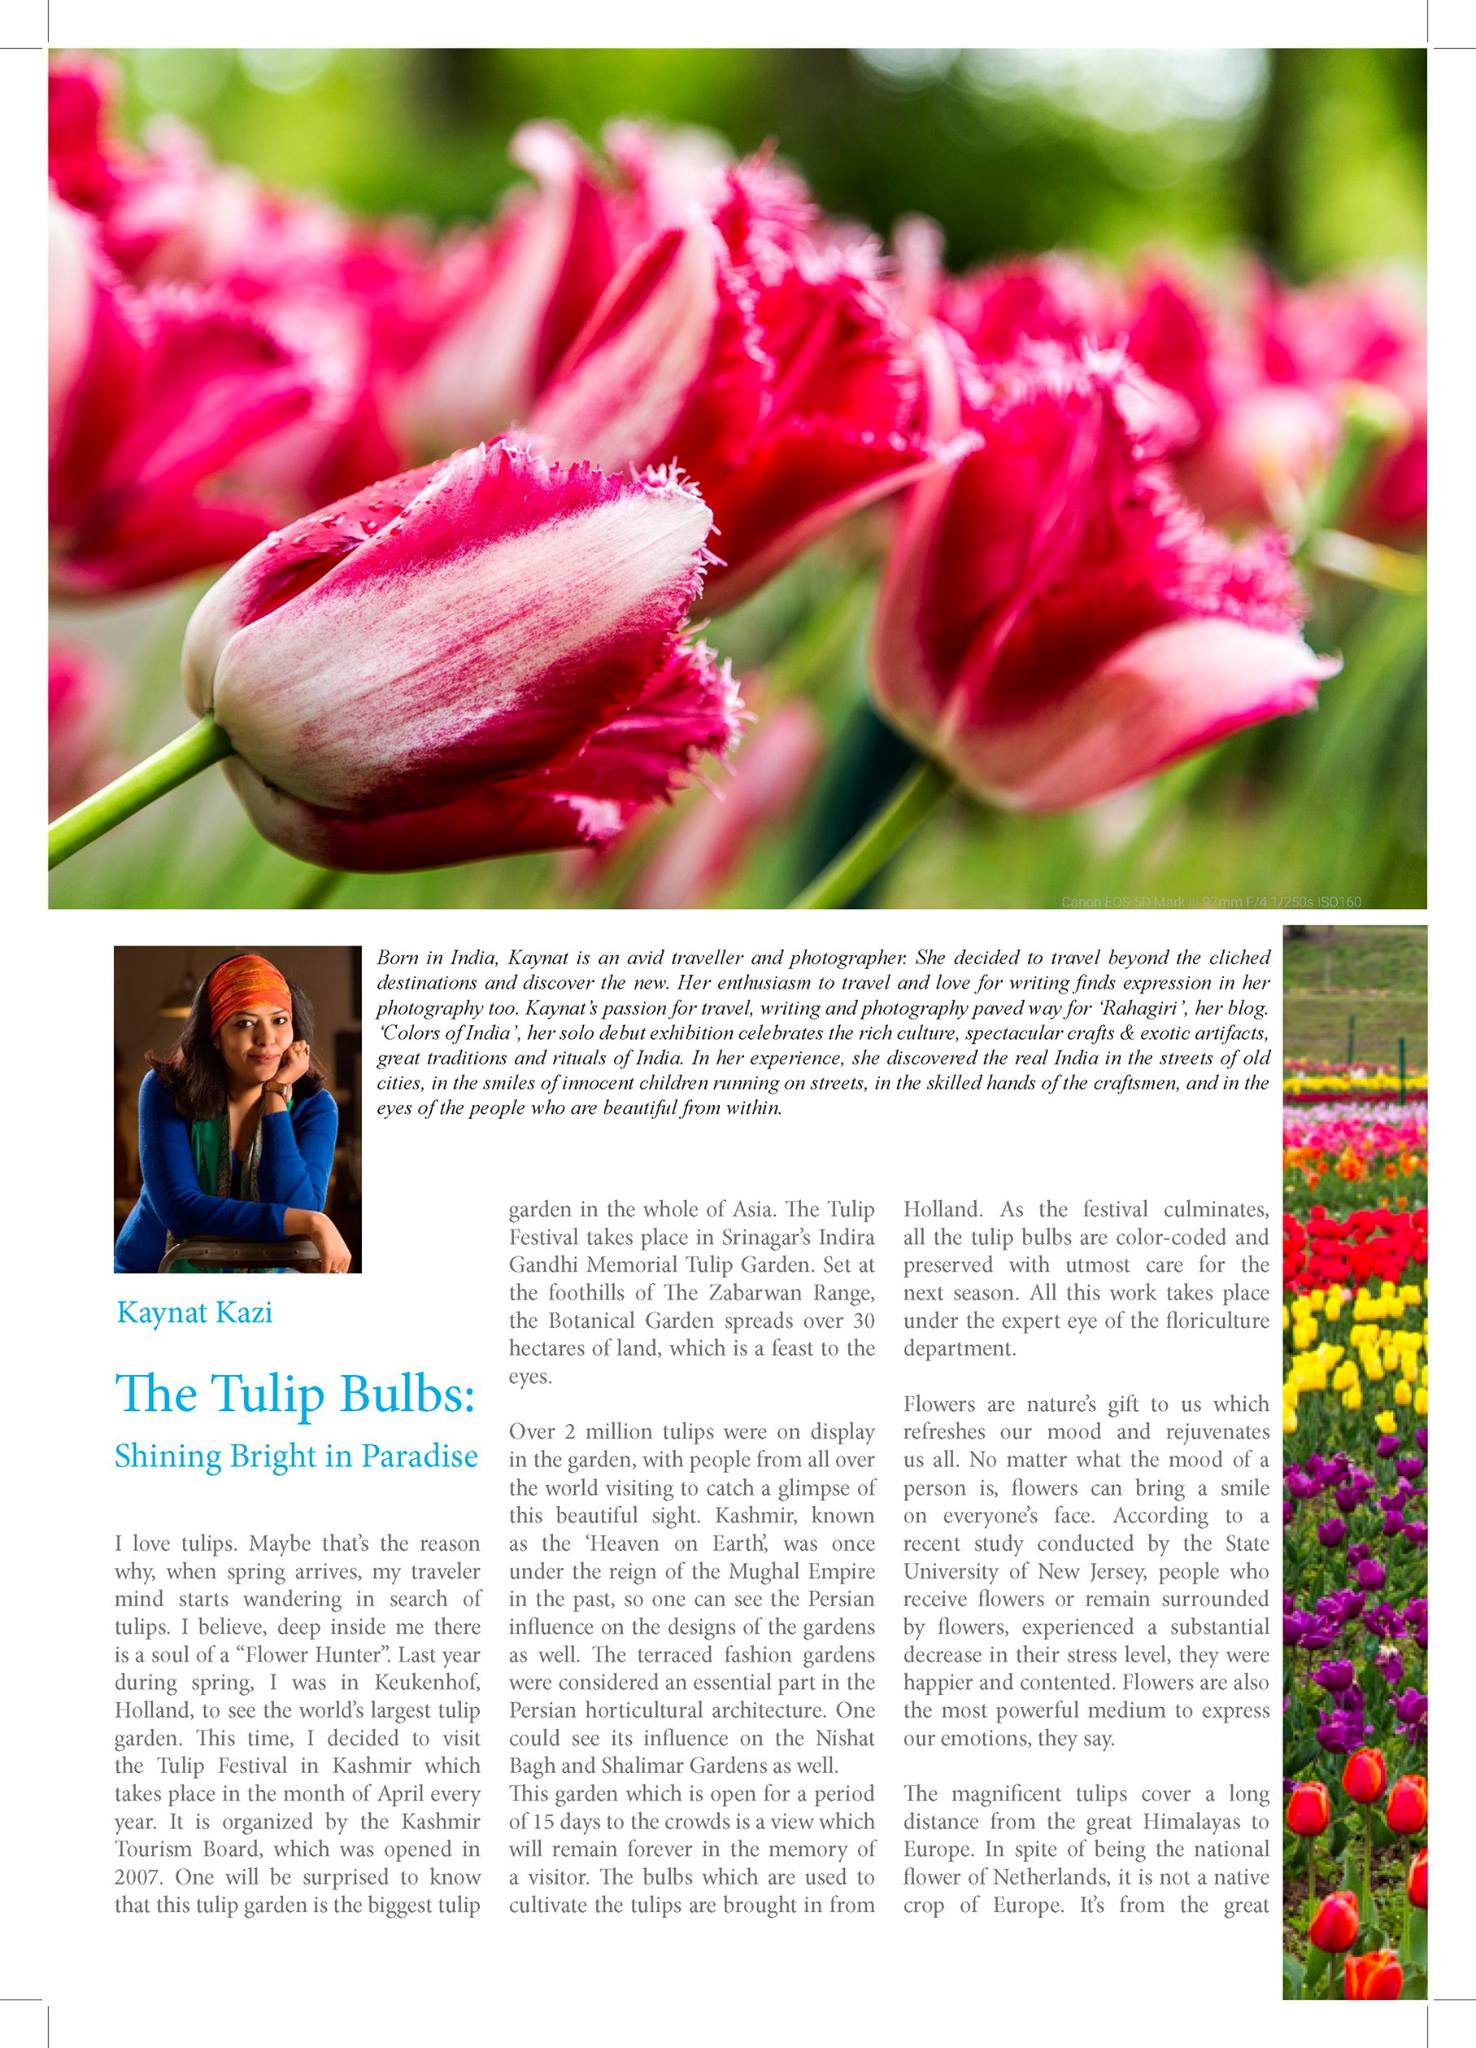 Canon EOS 5D Mark III 97mm F/4 1/250s ISO160
Born in India, Kaynat is an avid traveller and photographer. She decided to travel beyond the cliched
destinations and discover the new. Her enthusiasm to travel and love for writing finds expression in her
photography too. Kaynat's passion for travel, writing and photography paved way for 'Rahagiri', her blog.
'Colors of India', her solo debut exhibition celebrates the rich culture, spectacular crafts & exotic artifacts,
great traditions and rituals of India. In her experience, she discovered the real India in the streets of old
cities, in the smiles of innocent children running on streets, in the skilled hands of the craftsmen, and in the
eyes of the people who are beautiful from within.
Kaynat Kazi
The Tulip Bulbs:
Shining Bright in Paradise
I love tulips. Maybe that's the reason
why, when spring arrives, my traveler
mind starts wandering in search of
tulips. I believe, deep inside me there
is a soul of a "Flower Hunter". Last year
during spring, I was in Keukenhof,
Holland, to see the world's largest tulip
garden. This time, I decided to visit
the Tulip Festival in Kashmir which
takes place in the month of April every
year. It is organized by the Kashmir
Tourism Board, which was opened in
2007. One will be surprised to know
that this tulip garden is the biggest tulip
garden in the whole of Asia. The Tulip
Festival takes place in Srinagar's Indira
Gandhi Memorial Tulip Garden. Set at
the foothills of The Zabarwan Range,
the Botanical Garden spreads over 30
hectares of land, which is a feast to the
eyes.
Over 2 million tulips were on display
in the garden, with people from all over
the world visiting to catch a glimpse of
this beautiful sight. Kashmir, known
as the 'Heaven on Earth', was once
under the reign of the Mughal Empire
in the past, so one can see the Persian
influence on the designs of the gardens
as well. The terraced fashion gardens
were considered an essential part in the
Persian horticultural architecture. One
could see its influence on the Nishat
Bagh and Shalimar Gardens as well.
This garden which is open for a period
of 15 days to the crowds is a view which
will remain forever in the memory of
a visitor. The bulbs which are used to
cultivate the tulips are brought in from
Holland. As the festival culminates,
all the tulip bulbs are color-coded and
preserved with utmost care for the
next season. All this work takes place
under the expert eye of the floriculture
department.
Flowers are nature's gift to us which
refreshes our mood and rejuvenates
us all. No matter what the mood of a
person is, flowers can bring a smile
on everyone's face. According to a
recent study conducted by the State
University of New Jersey, people who
receive flowers or remain surrounded
by flowers, experienced a substantial
decrease in their stress level, they were
happier and contented. Flowers are also
the most powerful medium to express
our emotions, they say.
The magnificent tulips cover a long
distance from the great Himalayas to
Europe. In spite of being the national
flower of Netherlands, it is not a native
crop of Europe. It's from the great